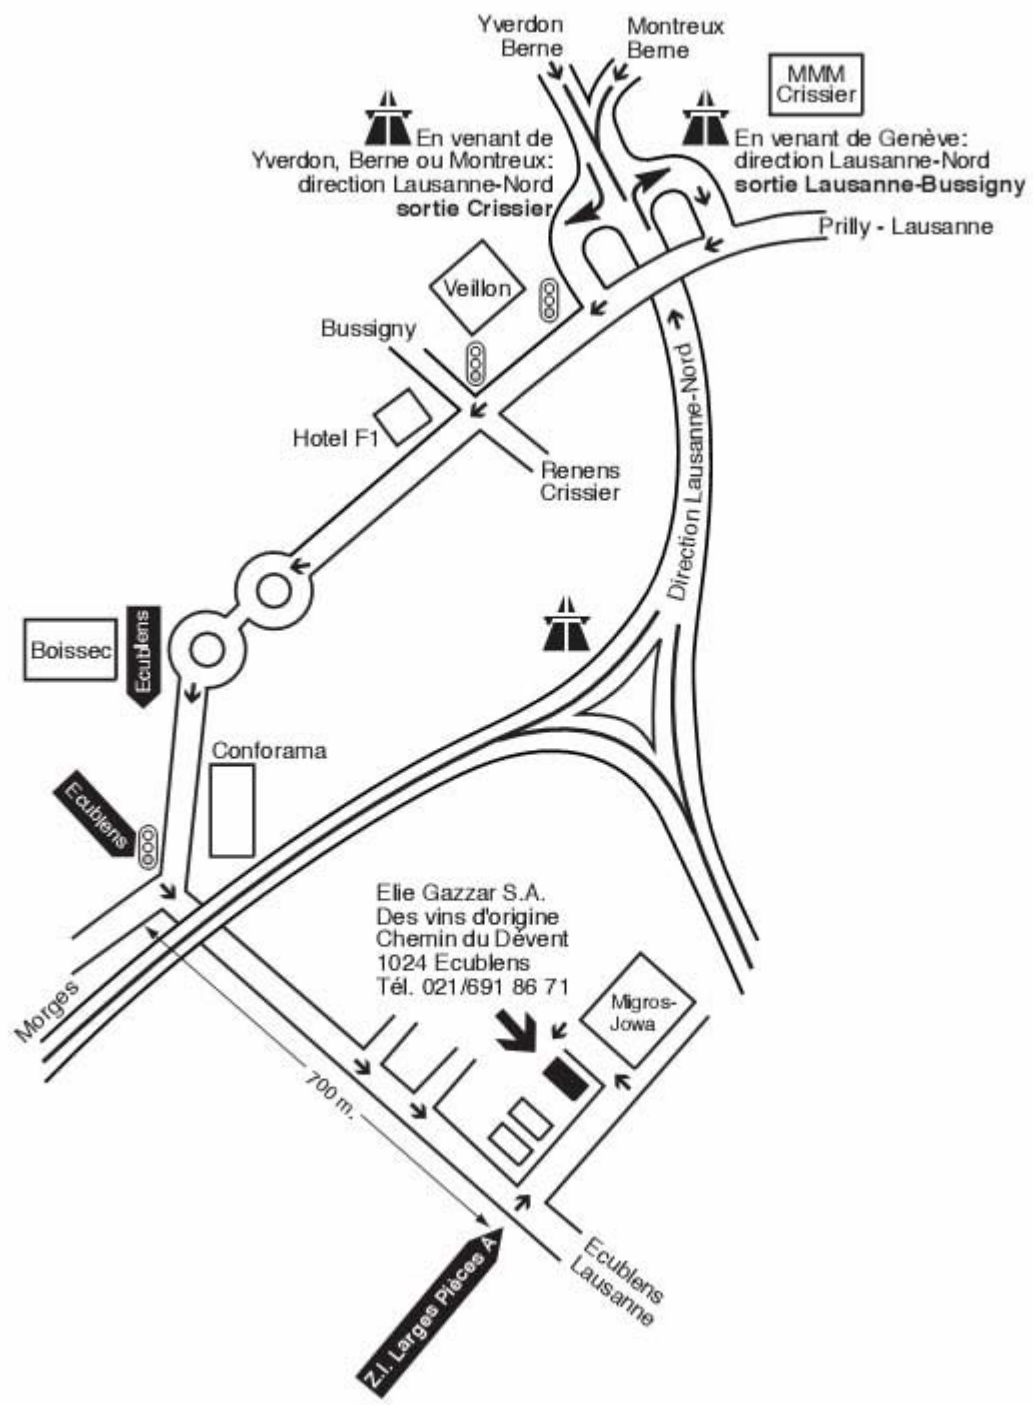 Yverdon
Berne
Montreux
Berne
MMM
Crissier
En venant de
Yverdon, Berne ou Montreux:
direction Lausanne-Nord
sortie Crissier
En venant de Genève:
direction Lausanne-Nord
sortie Lausanne-Bussigny
Prilly - Lausanne
Veillon
Bussigny
Hotel F1
Renens
Crissier
Direction Lausanne-Nord
Boissec
Ecublens
Conforama
Ecublens
Elie Gazzar S.A.
Des vins d'origine
Chemin du Dévent
1024 Ecublens
Tél. 021/691 86 71
Migros-
Jowa
Morges
700 m.
Z.I. Larges Pièces A
Ecublens
Lausanne